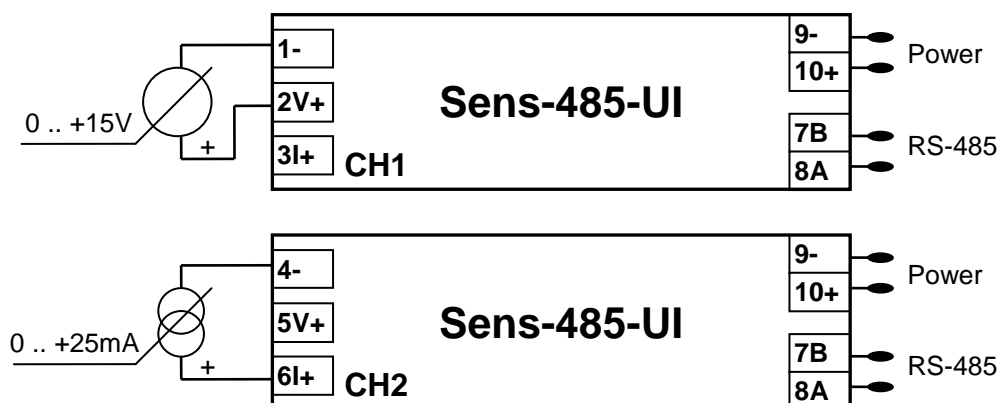 1-
2V+
3I+
CH1
Sens-485-UI
0 .. +15V
+
9-
10+
Power
7B
8A
RS-485
4-
5V+
6I+
CH2
Sens-485-UI
0 .. +25mA
+
9-
10+
Power
7B
8A
RS-485